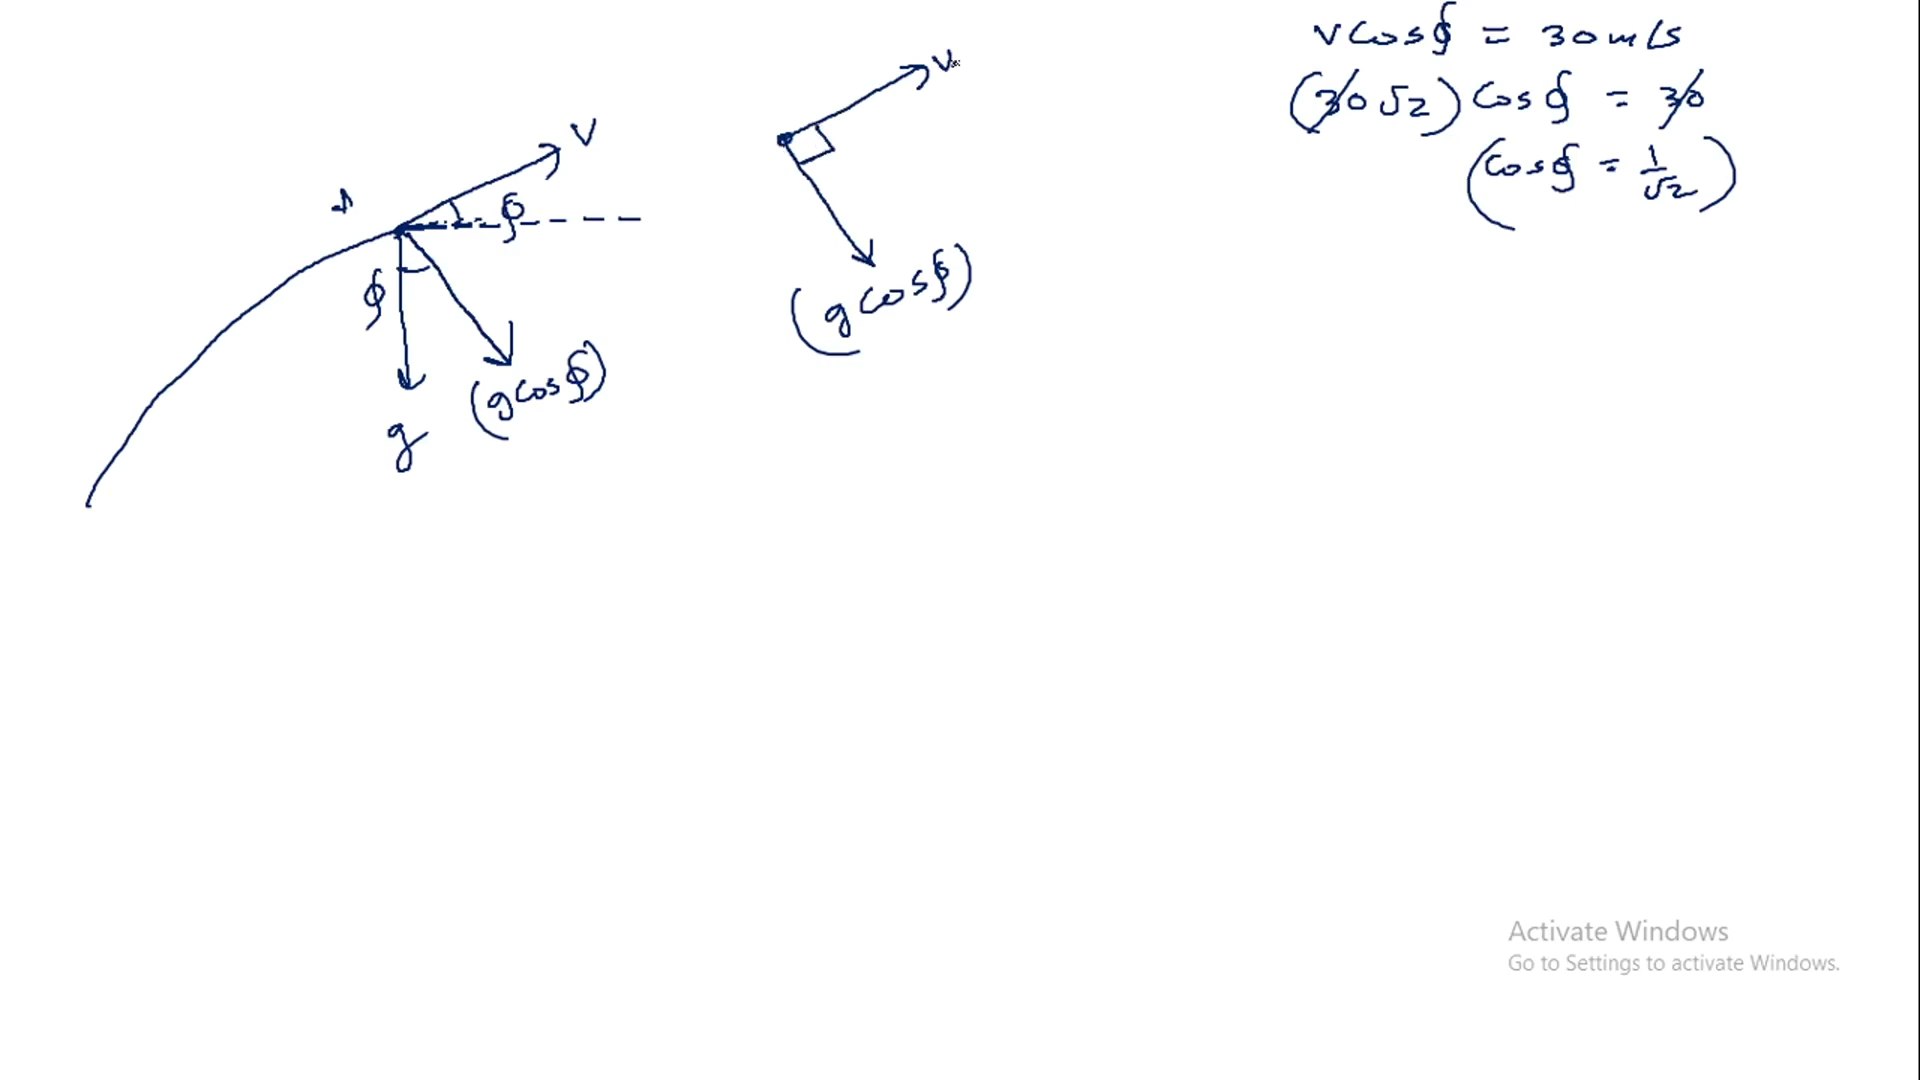 v cos ϕ = 30 m/s
(30 √2) cos ϕ = 30
(cos ϕ = 1/√2)
v
v
ϕ
ϕ
(g cos ϕ)
(g cos ϕ)
g
Activate Windows
Go to Settings to activate Windows.